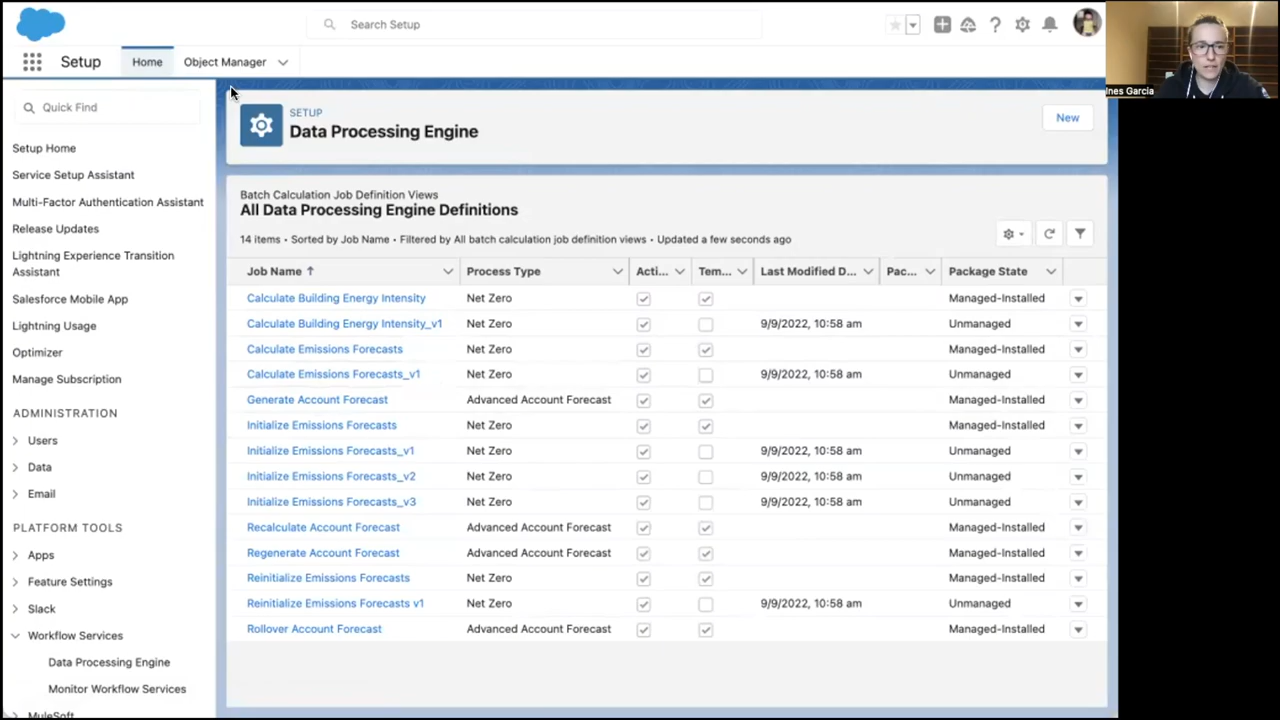 Search Setup
Setup
Home
Object Manager
Ines Garcia
Quick Find
Setup Home
Service Setup Assistant
Multi-Factor Authentication Assistant
Release Updates
Lightning Experience Transition
Assistant
Salesforce Mobile App
Lightning Usage
Optimizer
Manage Subscription
ADMINISTRATION
Users
Data
Email
PLATFORM TOOLS
Apps
Feature Settings
Slack
Workflow Services
Data Processing Engine
Monitor Workflow Services
MuleSoft
SETUP
Data Processing Engine
New
Batch Calculation Job Definition Views
All Data Processing Engine Definitions
14 items • Sorted by Job Name • Filtered by All batch calculation job definition views • Updated a few seconds ago
Job Name ↑ Process Type Acti... Tem... Last Modified D... Pac... Package State
Calculate Building Energy Intensity Net Zero Managed-Installed
Calculate Building Energy Intensity_v1 Net Zero 9/9/2022, 10:58 am Unmanaged
Calculate Emissions Forecasts Net Zero Managed-Installed
Calculate Emissions Forecasts_v1 Net Zero 9/9/2022, 10:58 am Unmanaged
Generate Account Forecast Advanced Account Forecast Managed-Installed
Initialize Emissions Forecasts Net Zero Managed-Installed
Initialize Emissions Forecasts_v1 Net Zero 9/9/2022, 10:58 am Unmanaged
Initialize Emissions Forecasts_v2 Net Zero 9/9/2022, 10:58 am Unmanaged
Initialize Emissions Forecasts_v3 Net Zero 9/9/2022, 10:58 am Unmanaged
Recalculate Account Forecast Advanced Account Forecast Managed-Installed
Regenerate Account Forecast Advanced Account Forecast Managed-Installed
Reinitialize Emissions Forecasts Net Zero Managed-Installed
Reinitialize Emissions Forecasts v1 Net Zero 9/9/2022, 10:58 am Unmanaged
Rollover Account Forecast Advanced Account Forecast Managed-Installed